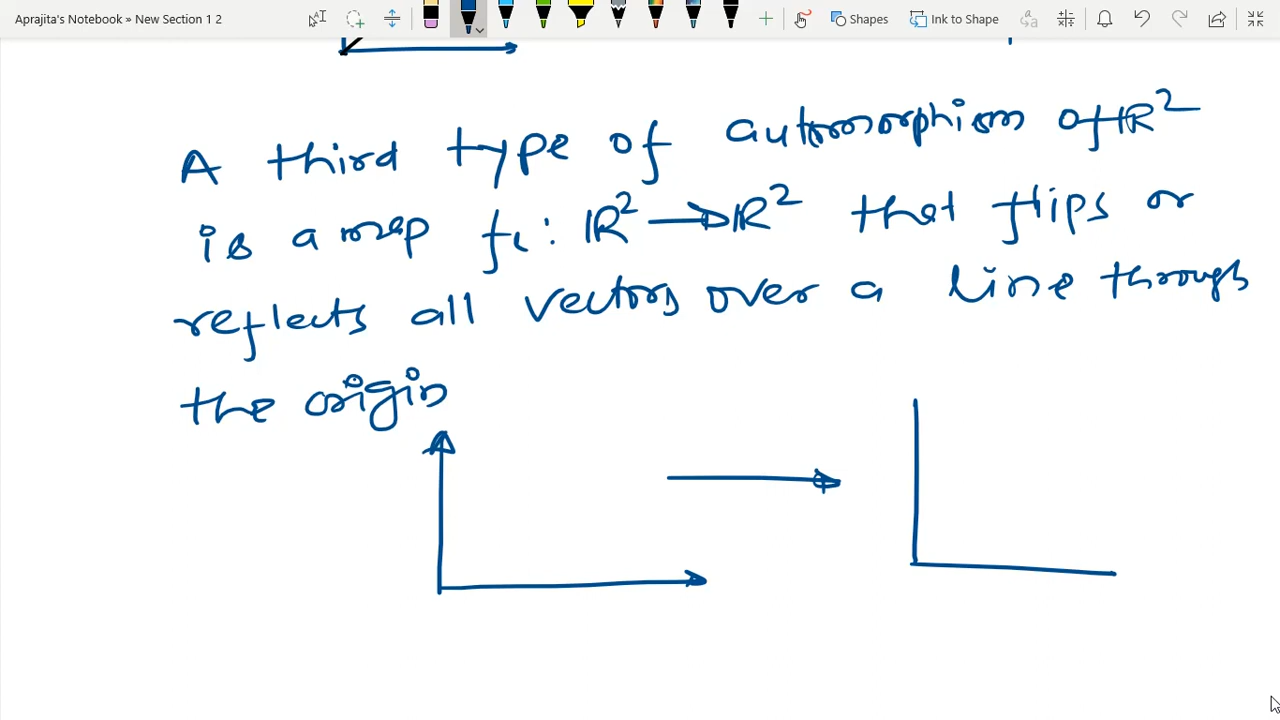 Aprajita's Notebook » New Section 1 2
Shapes
Ink to Shape
A third type of automorphism of ℝ²
is a map fℓ : ℝ² → ℝ² that flips or
reflects all vectors over a line through
the origin